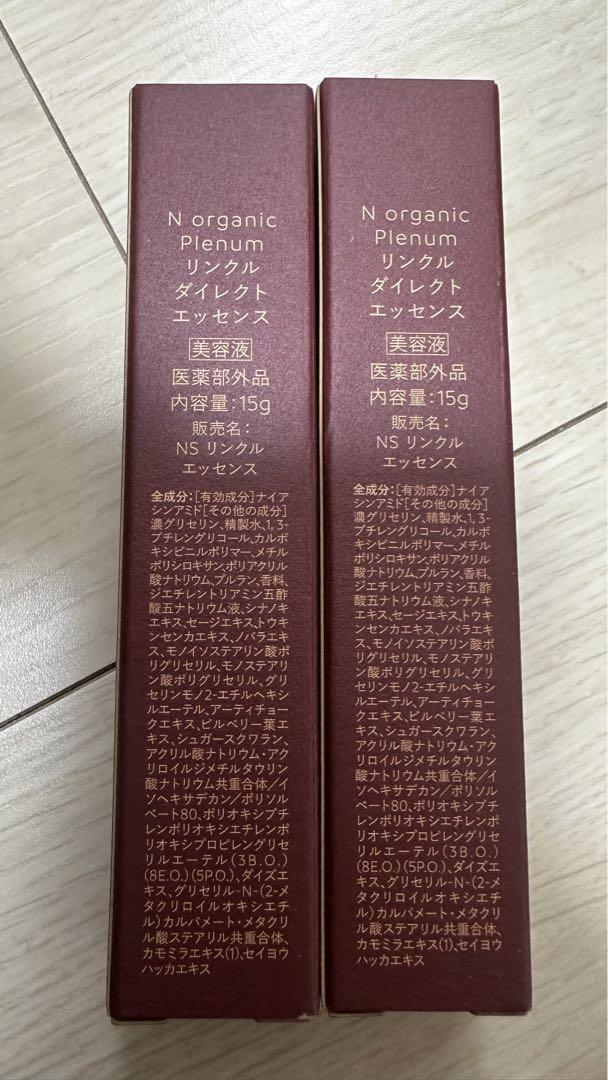 N organic
Plenum
リンクル
ダイレクト
エッセンス
美容液
医薬部外品
内容量：15g
販売名：
NS リンクル
エッセンス
全成分：[有効成分]ナイア
シンアミド[その他の成分]
濃グリセリン、精製水、1，3-
ブチレングリコール、カルボ
キシビニルポリマー、メチル
ポリシロキサン、ポリアクリル
酸ナトリウム、プルラン、香料、
ジエチレントリアミン五酢
酸五ナトリウム液、シナノキ
エキス、セージエキス、トウキ
ンセンカエキス、ノバラエキ
ス、モノイソステアリン酸ポ
リグリセリル、モノステアリ
ン酸ポリグリセリル、グリ
セリンモノ2-エチルヘキシ
ルエーテル、アーティチョー
クエキス、ビルベリー葉エ
キス、シュガースクワラン、
アクリル酸ナトリウム・アク
リロイルジメチルタウリン
酸ナトリウム共重合体／イ
ソヘキサデカン／ポリソル
ベート80、ポリオキシブチ
レンポリオキシエチレンポ
リオキシプロピレングリセ
リルエーテル(3B.O.)
(8E.O.)(5P.O.)、ダイズエ
キス、グリセリル-N-(2-メ
タクリロイルオキシエチ
ル)カルバメート・メタクリ
ル酸ステアリル共重合体、
カモミラエキス(1)、セイヨウ
ハッカエキス
N organic
Plenum
リンクル
ダイレクト
エッセンス
美容液
医薬部外品
内容量：15g
販売名：
NS リンクル
エッセンス
全成分：[有効成分]ナイア
シンアミド[その他の成分]
濃グリセリン、精製水、1，3-
ブチレングリコール、カルボ
キシビニルポリマー、メチル
ポリシロキサン、ポリアクリル
酸ナトリウム、プルラン、香料、
ジエチレントリアミン五酢
酸五ナトリウム液、シナノキ
エキス、セージエキス、トウキ
ンセンカエキス、ノバラエキ
ス、モノイソステアリン酸ポ
リグリセリル、モノステアリ
ン酸ポリグリセリル、グリ
セリンモノ2-エチルヘキシ
ルエーテル、アーティチョー
クエキス、ビルベリー葉エ
キス、シュガースクワラン、
アクリル酸ナトリウム・アク
リロイルジメチルタウリン
酸ナトリウム共重合体／イ
ソヘキサデカン／ポリソル
ベート80、ポリオキシブチ
レンポリオキシエチレンポ
リオキシプロピレングリセ
リルエーテル(3B.O.)
(8E.O.)(5P.O.)、ダイズエ
キス、グリセリル-N-(2-メ
タクリロイルオキシエチ
ル)カルバメート・メタクリ
ル酸ステアリル共重合体、
カモミラエキス(1)、セイヨウ
ハッカエキス